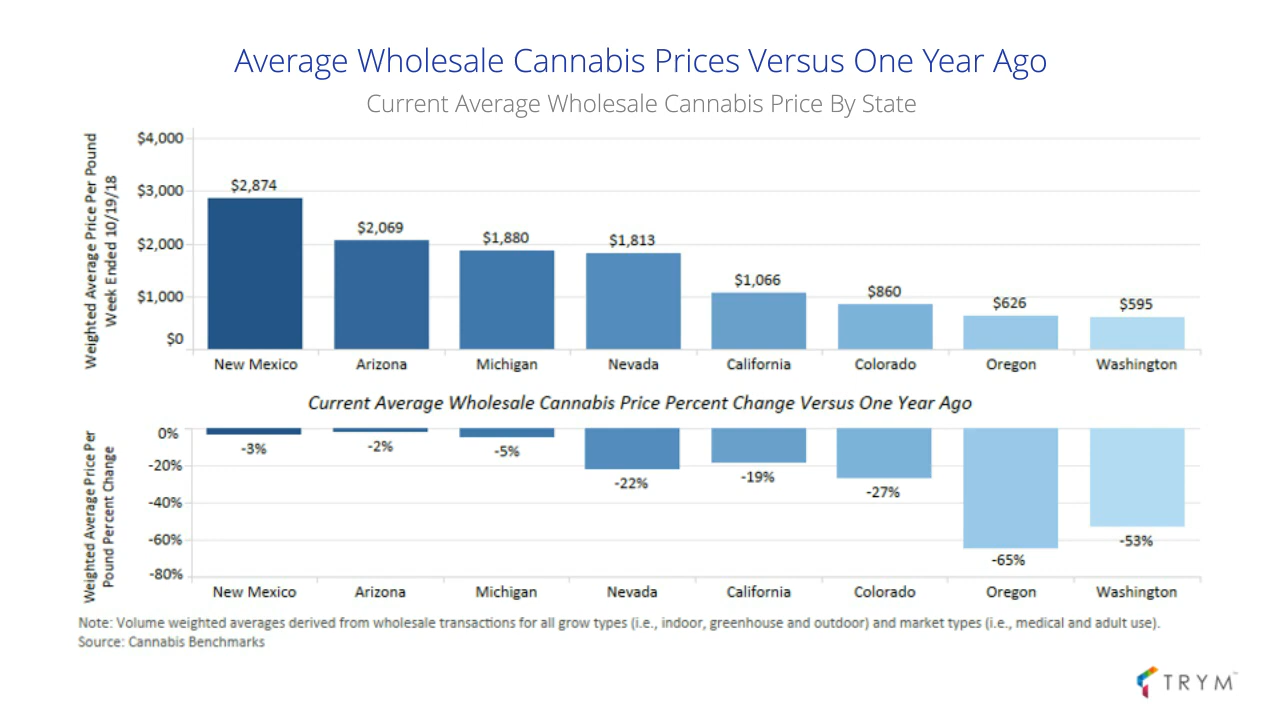 Average Wholesale Cannabis Prices Versus One Year Ago
Current Average Wholesale Cannabis Price By State
Weighted Average Price Per Pound
Week Ended 10/19/18
$4,000
$3,000
$2,000
$1,000
$0
$2,874
$2,069
$1,880
$1,813
$1,066
$860
$626
$595
New Mexico Arizona Michigan Nevada California Colorado Oregon Washington
Current Average Wholesale Cannabis Price Percent Change Versus One Year Ago
Weighted Average Price Per
Pound Percent Change
0%
-20%
-40%
-60%
-80%
-3%
-2%
-5%
-22%
-19%
-27%
-65%
-53%
New Mexico Arizona Michigan Nevada California Colorado Oregon Washington
Note: Volume weighted averages derived from wholesale transactions for all grow types (i.e., indoor, greenhouse and outdoor) and market types (i.e., medical and adult use).
Source: Cannabis Benchmarks
TRYM™